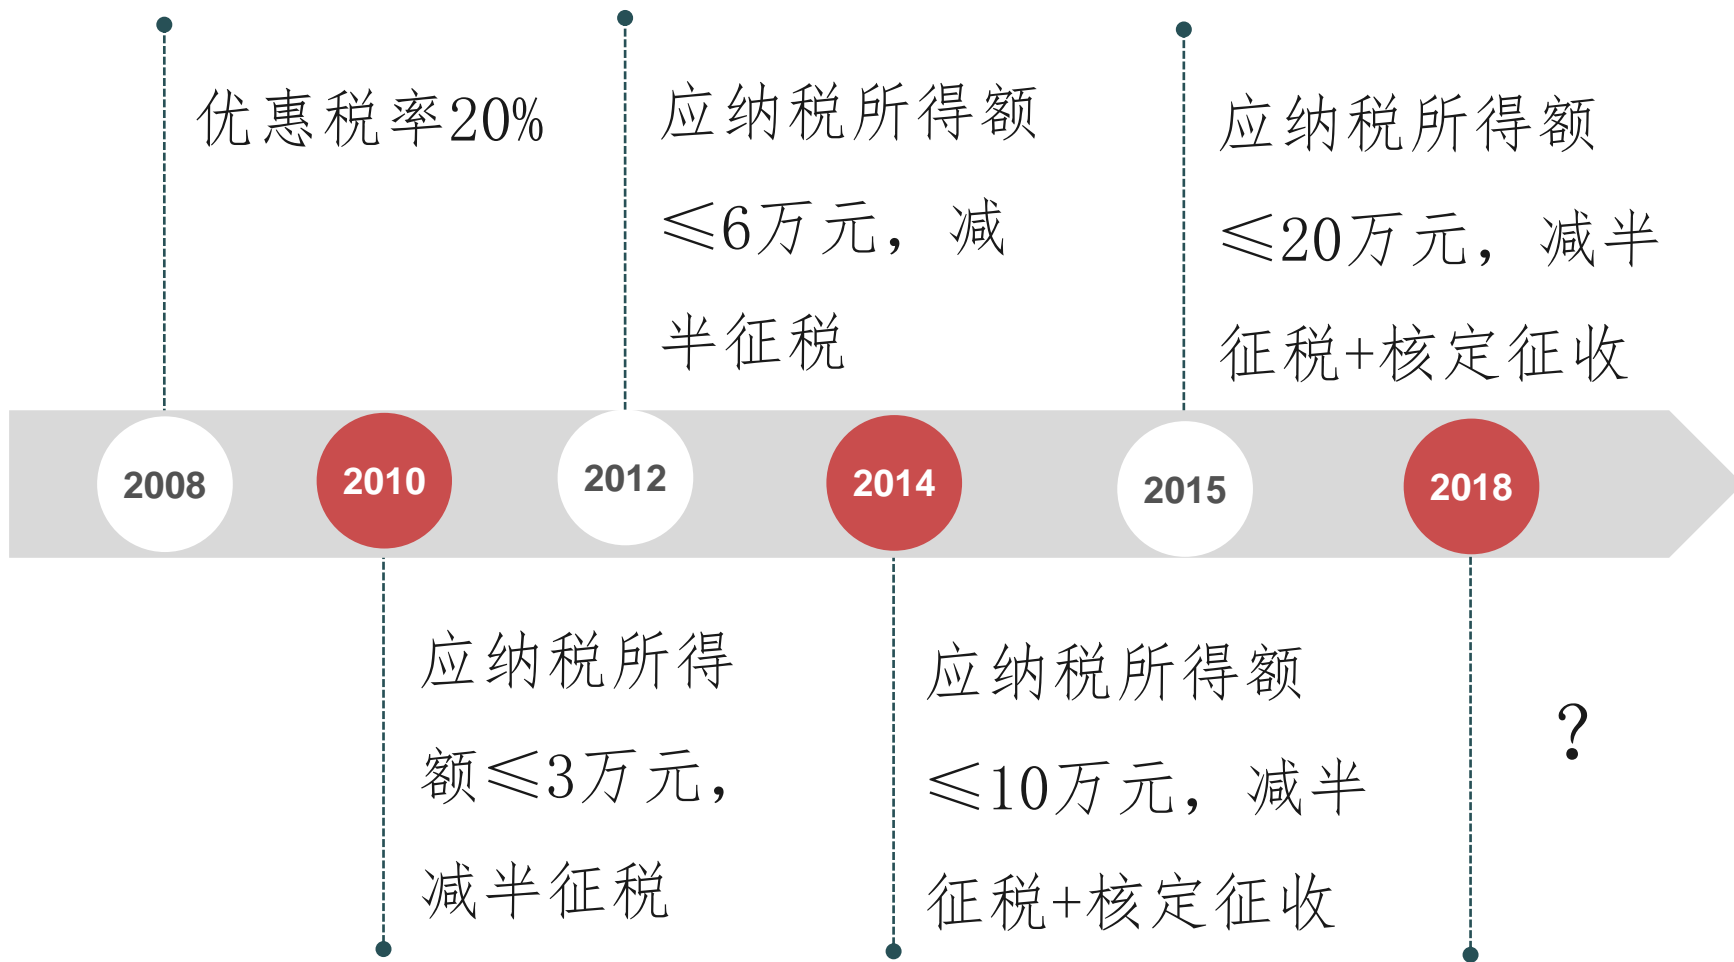 优惠税率20%
应纳税所得额
≤6万元，减
半征税
应纳税所得额
≤20万元，减半
征税+核定征收
2008
2010
2012
2014
2015
2018
应纳税所得
额≤3万元，
减半征税
应纳税所得额
≤10万元，减半
征税+核定征收
？